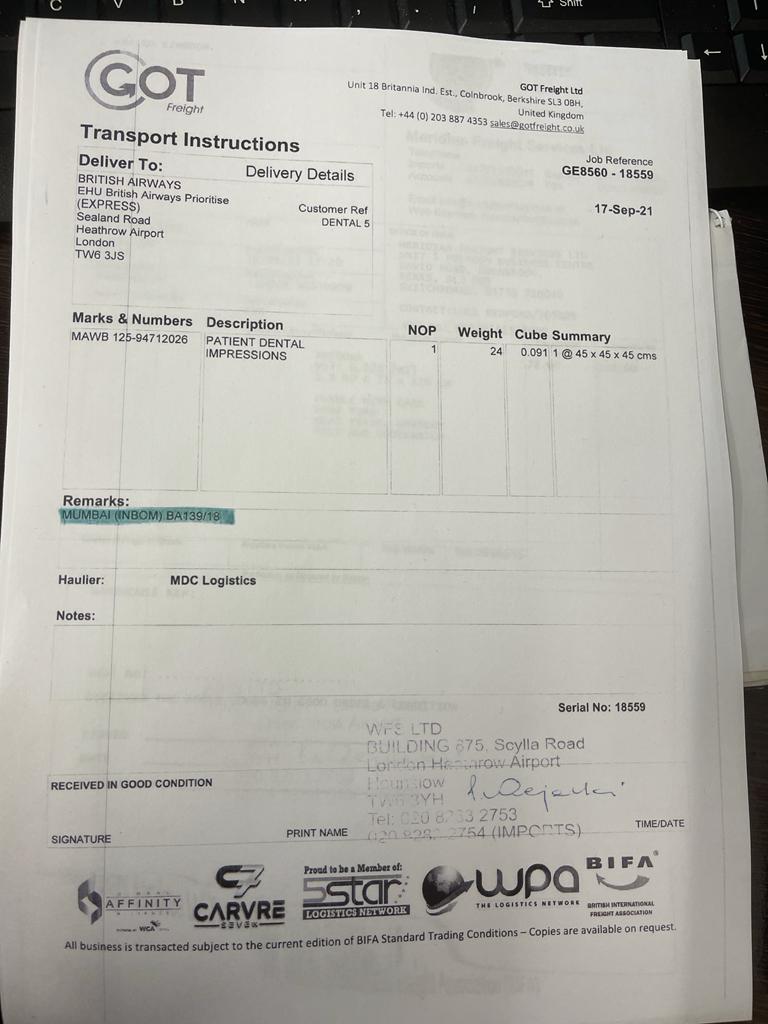 GOT
Freight
GOT Freight Ltd
Unit 18 Britannia Ind. Est., Colnbrook, Berkshire SL3 0BH,
United Kingdom
Tel: +44 (0) 203 887 4353 sales@gotfreight.co.uk
Transport Instructions
Deliver To:
Delivery Details
BRITISH AIRWAYS
EHU British Airways Prioritise
(EXPRESS)
Sealand Road
Heathrow Airport
London
TW6 3JS
Customer Ref
DENTAL 5
Job Reference
GE8560 - 18559
17-Sep-21
Marks & Numbers Description NOP Weight Cube Summary
MAWB 125-94712026 PATIENT DENTAL 1 24 0.091 1 @ 45 x 45 x 45 cms
IMPRESSIONS
Remarks:
MUMBAI (INBOM) BA139/18
Haulier: MDC Logistics
Notes:
Serial No: 18559
WFS LTD
BUILDING 675, Scylla Road
London Heathrow Airport
Hounslow
TW6 3YH
Tel: 020 8233 2753
2754 (IMPORTS)
RECEIVED IN GOOD CONDITION
SIGNATURE PRINT NAME TIME/DATE
AFFINITY
WCA
CARVRE
SEVEN
Proud to be a Member of:
5star
LOGISTICS NETWORK
wpa
THE LOGISTICS NETWORK
BIFA
BRITISH INTERNATIONAL
FREIGHT ASSOCIATION
All business is transacted subject to the current edition of BIFA Standard Trading Conditions – Copies are available on request.